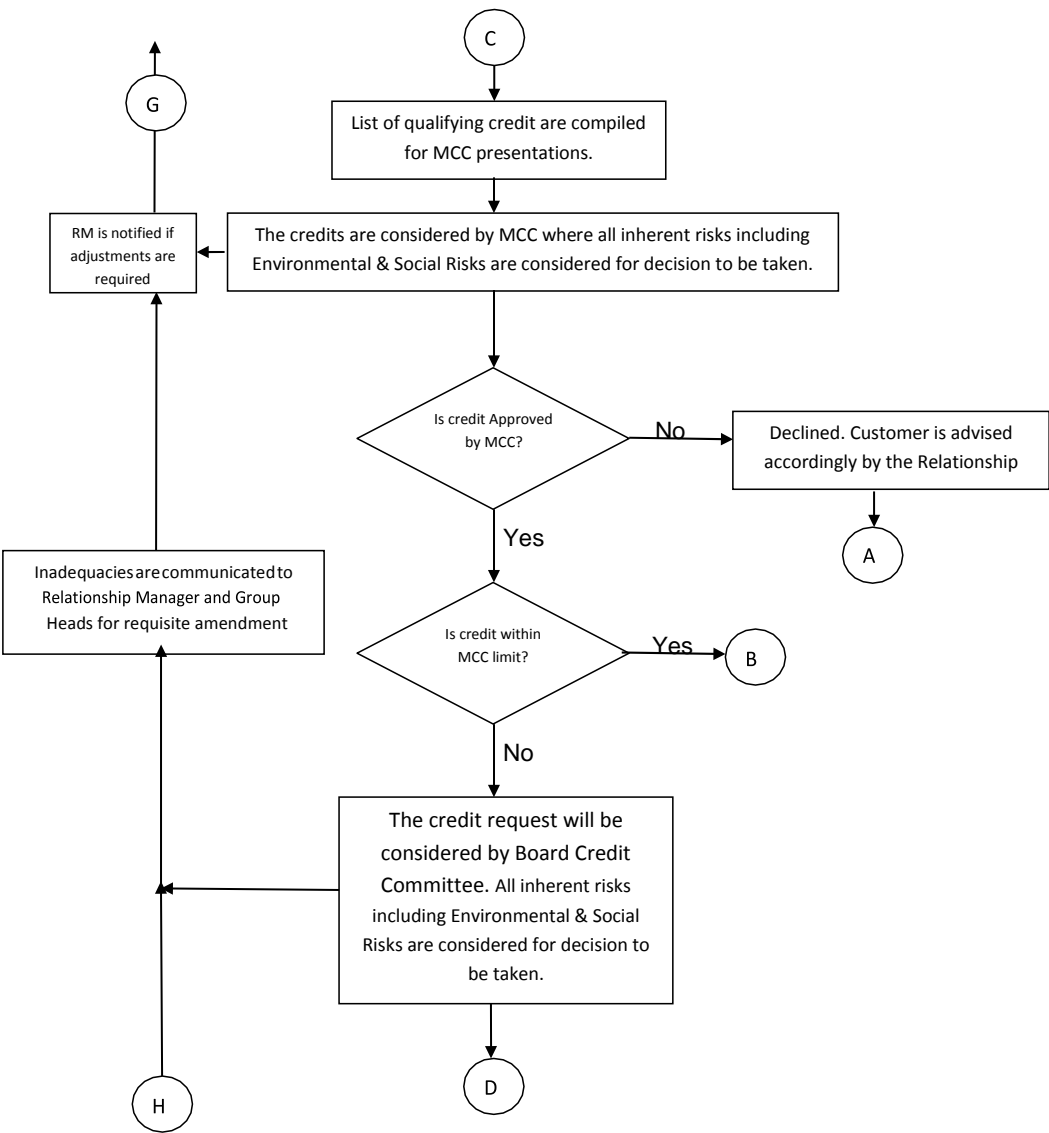 C
G
List of qualifying credit are compiled
for MCC presentations.
RM is notified if
adjustments are
required
The credits are considered by MCC where all inherent risks including
Environmental & Social Risks are considered for decision to be taken.
Is credit Approved
by MCC?
No
Declined. Customer is advised
accordingly by the Relationship
Yes
A
Inadequacies are communicated to
Relationship Manager and Group
Heads for requisite amendment
Is credit within
MCC limit?
Yes
B
No
The credit request will be
considered by Board Credit
Committee. All inherent risks
including Environmental & Social
Risks are considered for decision to
be taken.
D
H